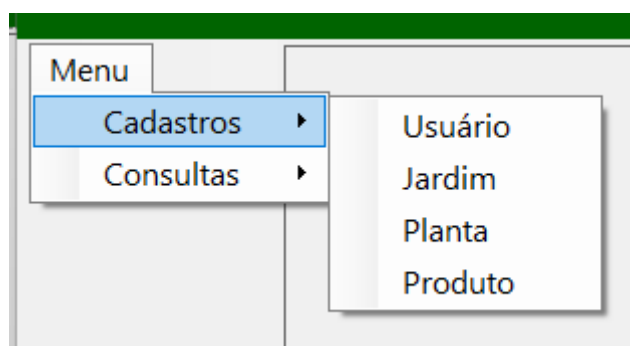 Menu
Cadastros
Consultas
Usuário
Jardim
Planta
Produto